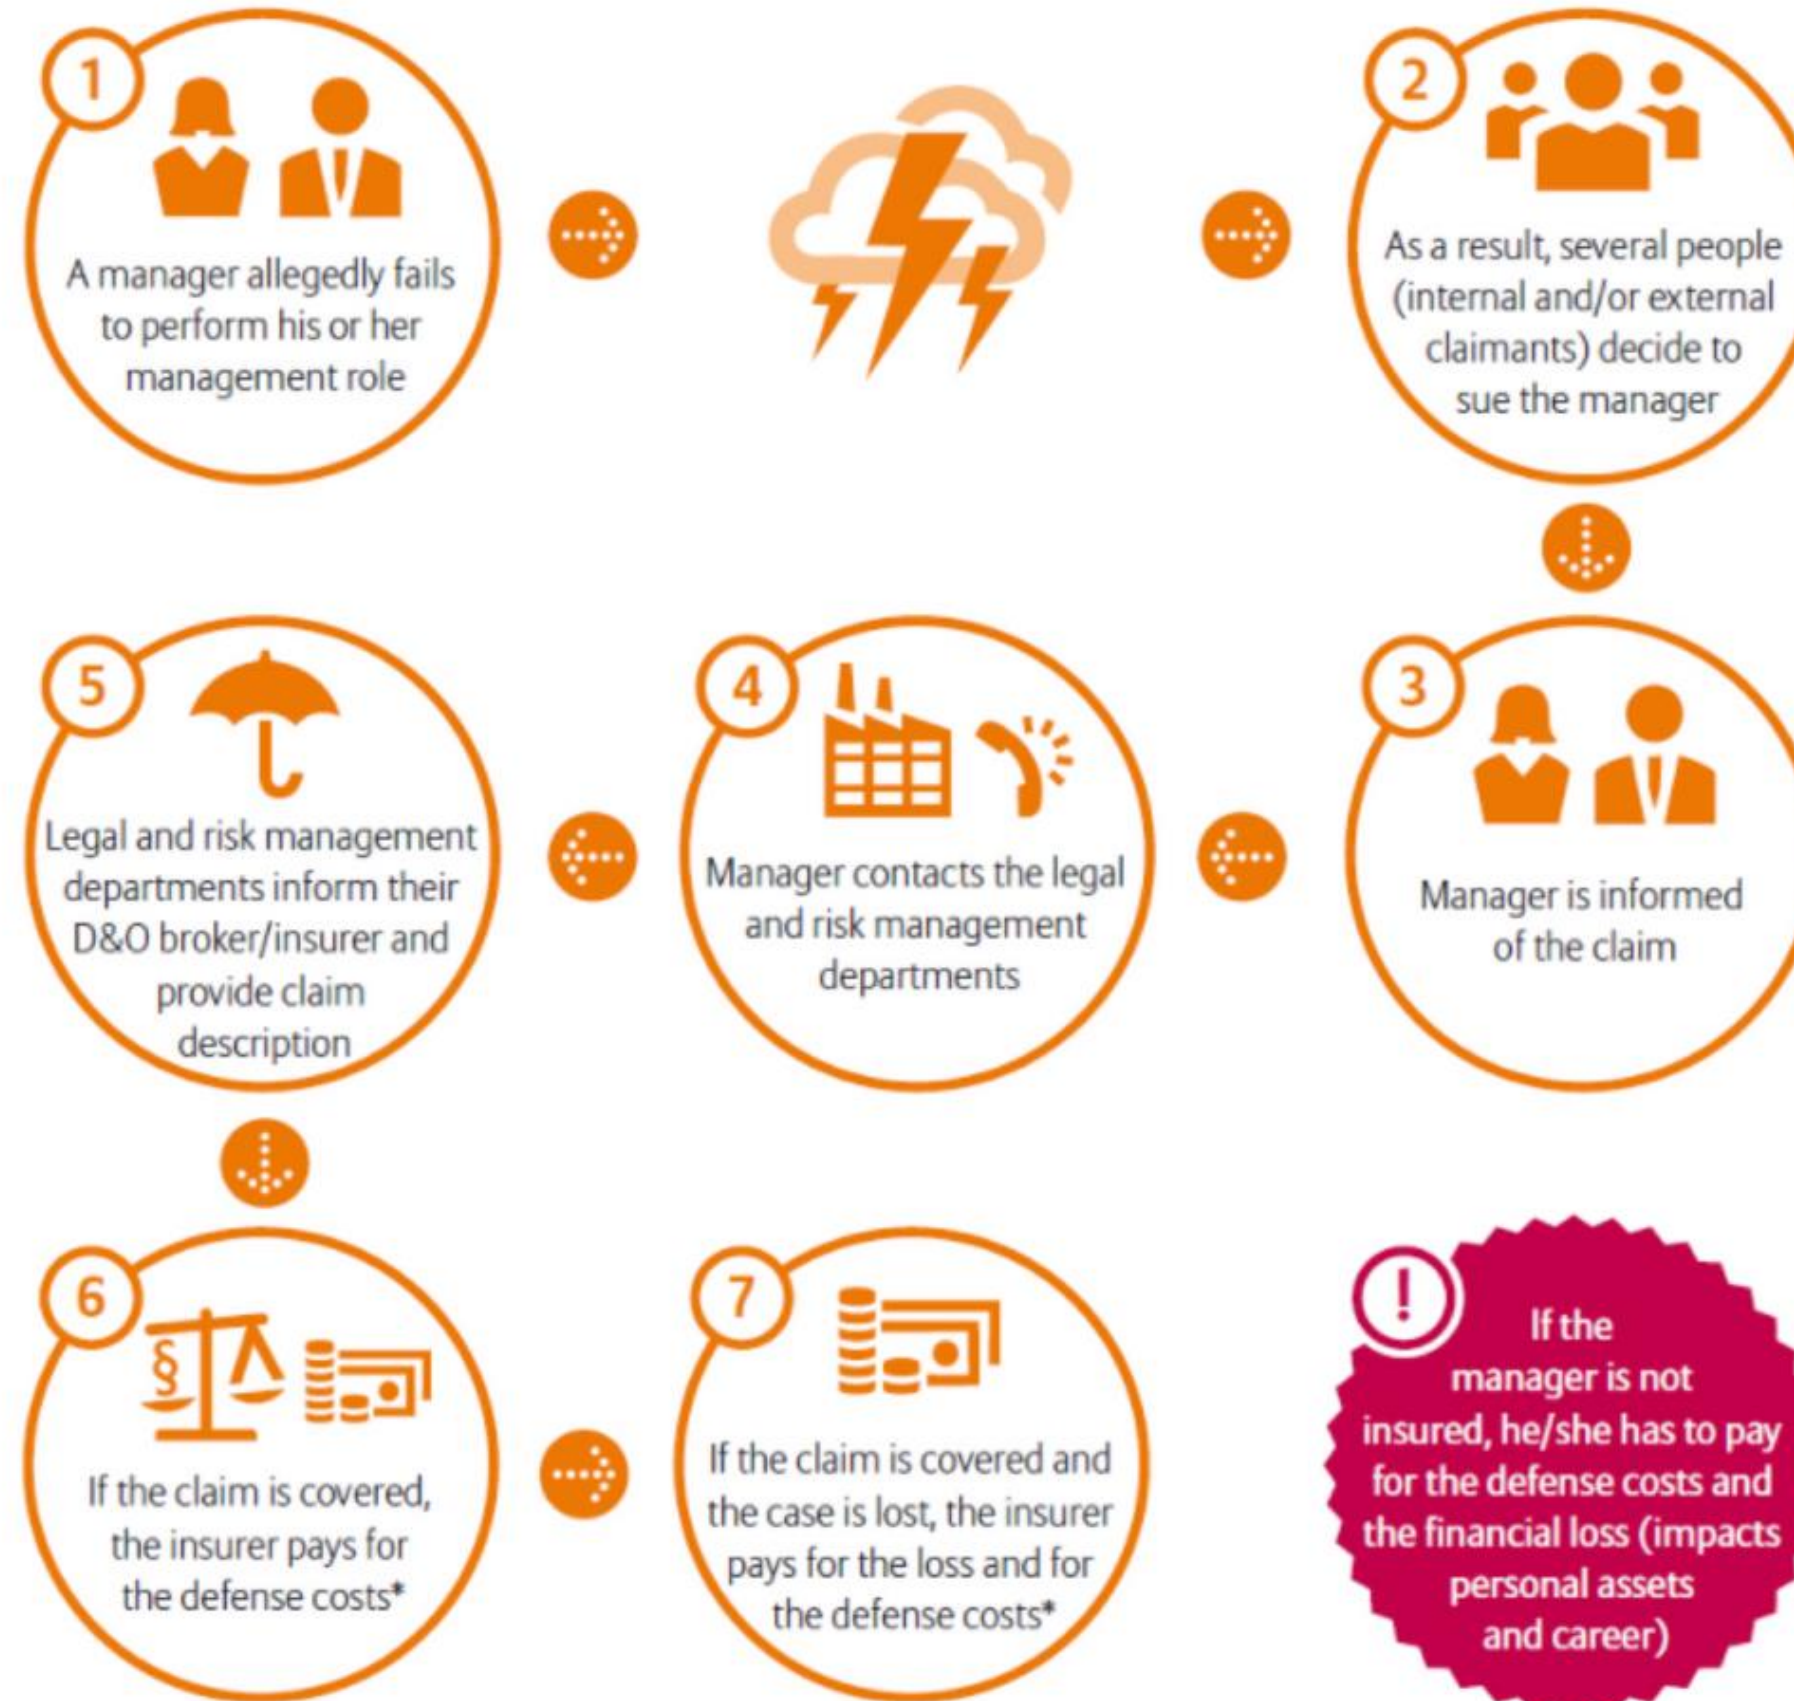 1
A manager allegedly fails
to perform his or her
management role
2
As a result, several people
(internal and/or external
claimants) decide to
sue the manager
3
Manager is informed
of the claim
4
Manager contacts the legal
and risk management
departments
5
Legal and risk management
departments inform their
D&O broker/insurer and
provide claim
description
6
§
If the claim is covered,
the insurer pays for
the defense costs*
7
If the claim is covered and
the case is lost, the insurer
pays for the loss and for
the defense costs*
!
If the
manager is not
insured, he/she has to pay
for the defense costs and
the financial loss (impacts
personal assets
and career)